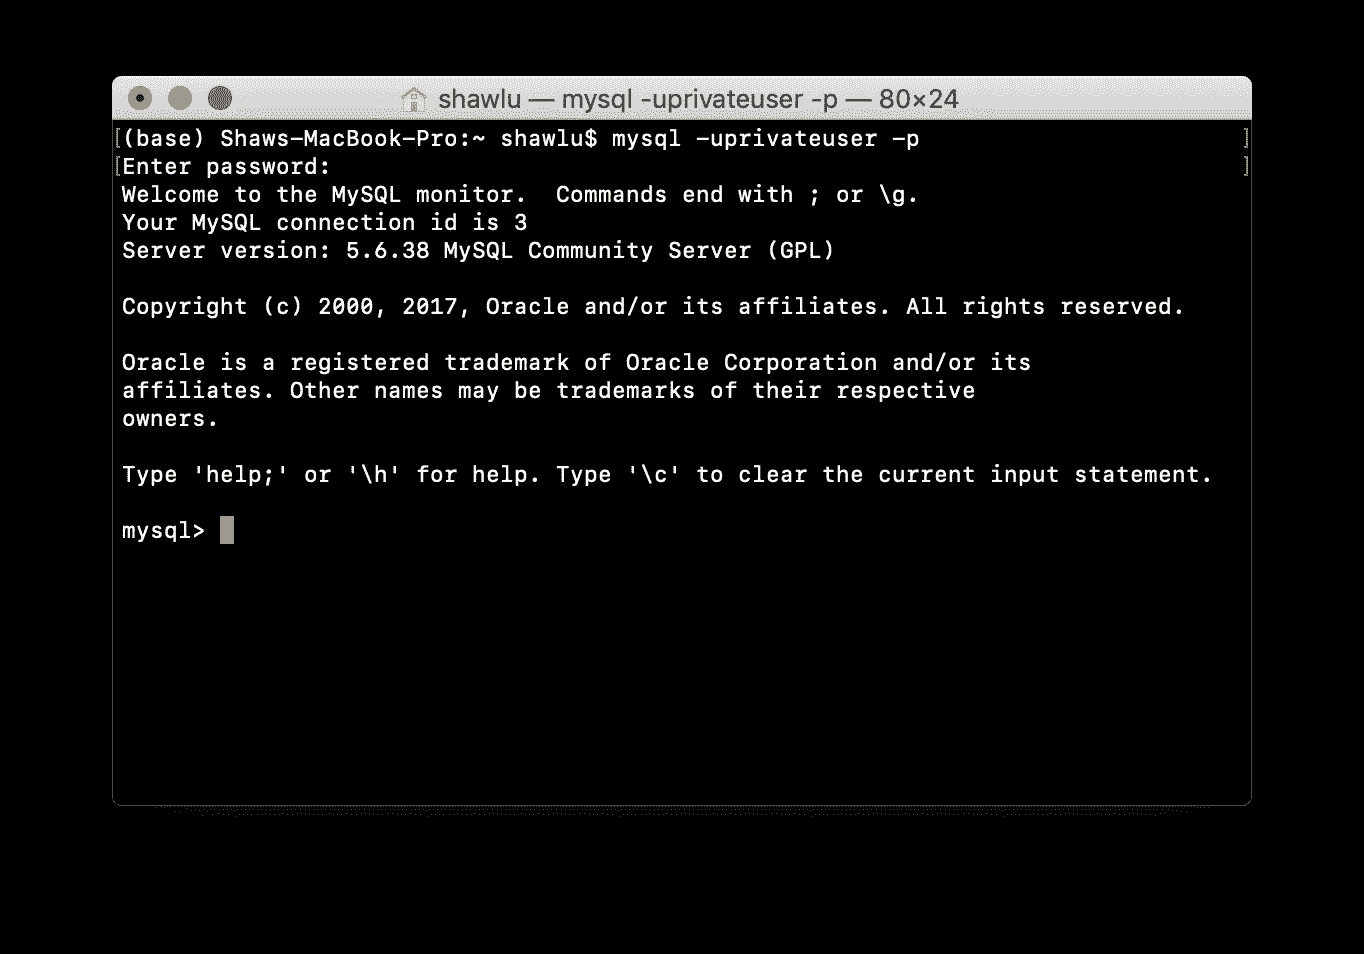 shawlu — mysql -uprivateuser -p — 80×24
(base) Shaws-MacBook-Pro:~ shawlu$ mysql -uprivateuser -p
Enter password:
Welcome to the MySQL monitor.  Commands end with ; or \g.
Your MySQL connection id is 3
Server version: 5.6.38 MySQL Community Server (GPL)
Copyright (c) 2000, 2017, Oracle and/or its affiliates. All rights reserved.
Oracle is a registered trademark of Oracle Corporation and/or its
affiliates. Other names may be trademarks of their respective
owners.
Type 'help;' or '\h' for help. Type '\c' to clear the current input statement.
mysql>